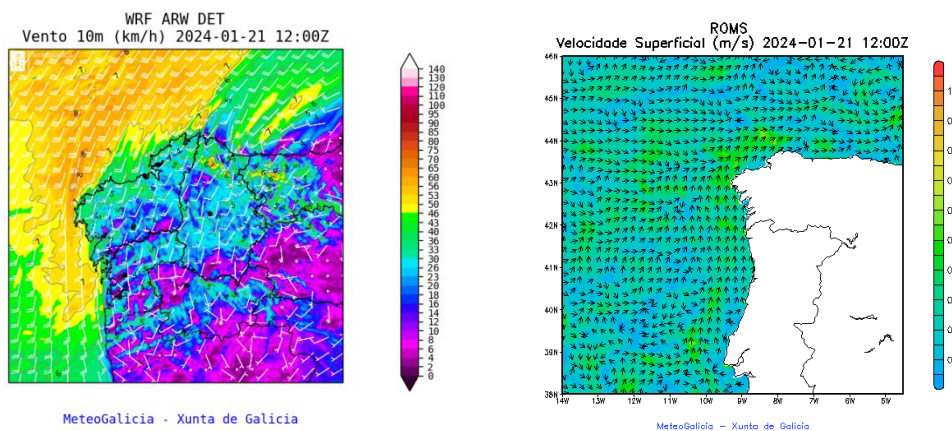 WRF ARW DET
Vento 10m (km/h) 2024-01-21 12:00Z
140
130
120
110
100
95
90
85
80
75
70
65
60
56
53
50
46
43
40
36
33
30
26
23
20
18
16
14
12
10
8
6
4
2
0
MeteoGalicia - Xunta de Galicia
ROMS
Velocidade Superficial (m/s) 2024-01-21 12:00Z
46N
45N
44N
43N
42N
41N
40N
39N
38N
14W 13W 12W 11W 10W 9W 8W 7W 6W 5W
MeteoGalicia - Xunta de Galicia